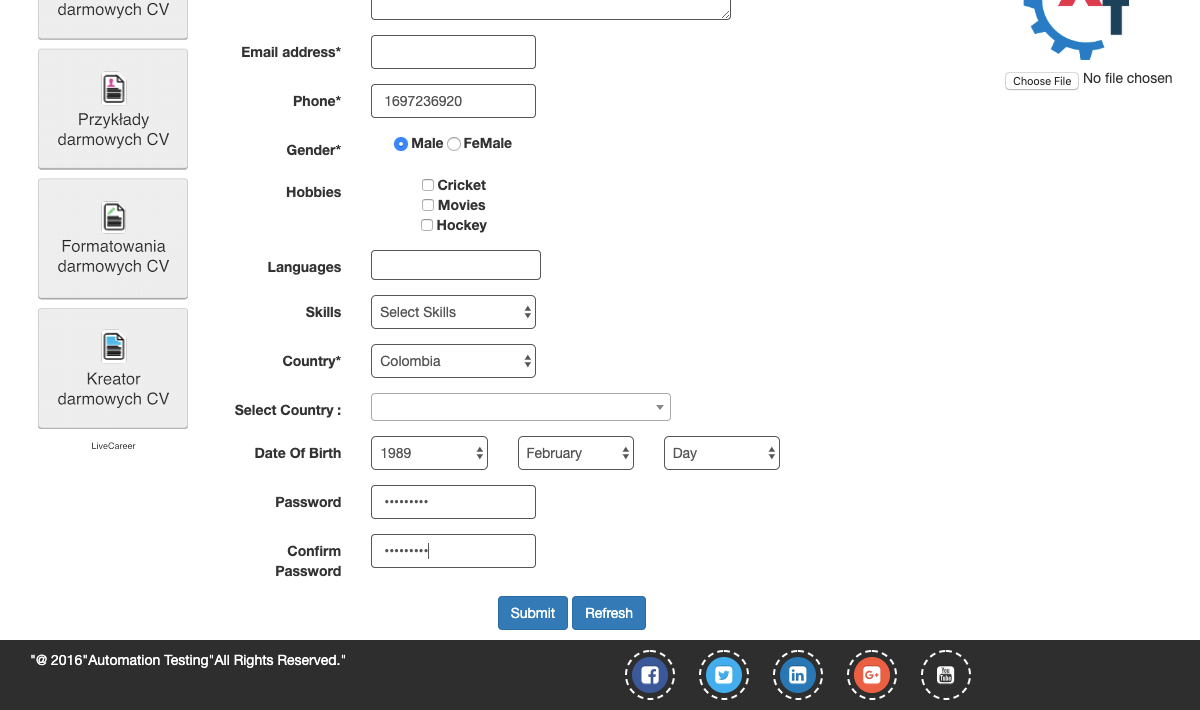 darmowych CV
Email address*
Choose File No file chosen
Przykłady
darmowych CV
Phone*
1697236920
Gender*
Male FeMale
Hobbies
Cricket
Movies
Hockey
Formatowania
darmowych CV
Languages
Skills
Select Skills
Country*
Colombia
Kreator
darmowych CV
Select Country :
LiveCareer
Date Of Birth
1989 February Day
Password
•••••••••
Confirm
Password
•••••••••
Submit Refresh
"@ 2016"Automation Testing"All Rights Reserved."
You
Tube